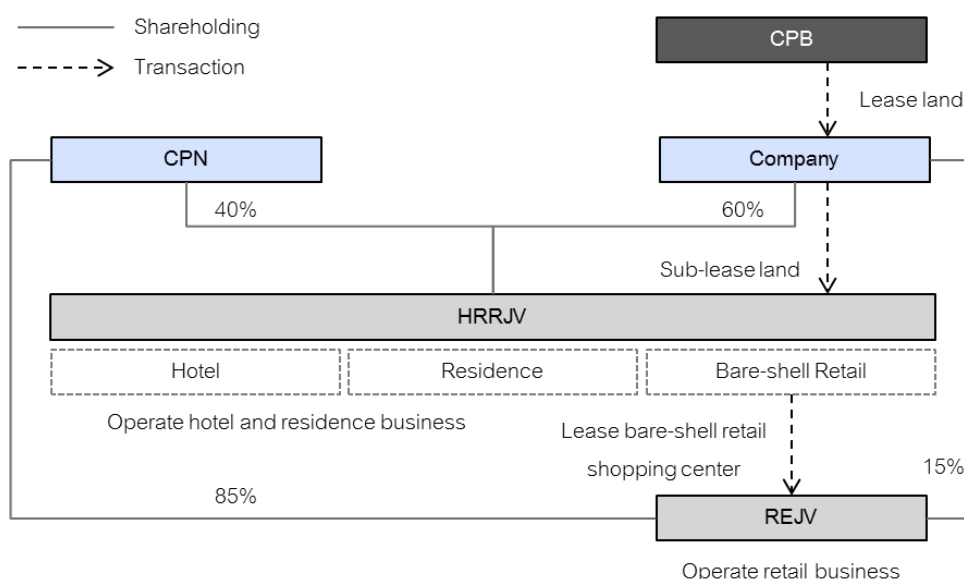 Shareholding
CPB
Transaction
Lease land
CPN
Company
40%
60%
Sub-lease land
HRRJV
Hotel
Residence
Bare-shell Retail
Operate hotel and residence business
Lease bare-shell retail
shopping center
15%
85%
REJV
Operate retail business